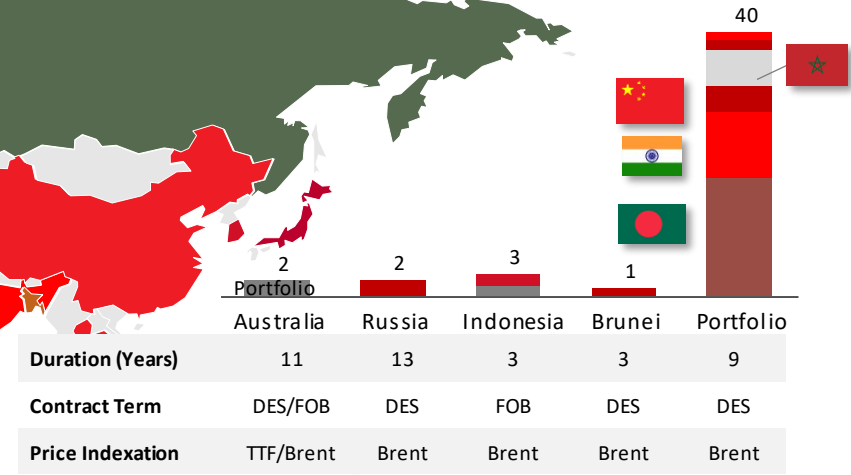 40
2
2
3
1
Portfolio
Australia Russia Indonesia Brunei Portfolio
Duration (Years) 11 13 3 3 9
Contract Term DES/FOB DES FOB DES DES
Price Indexation TTF/Brent Brent Brent Brent Brent